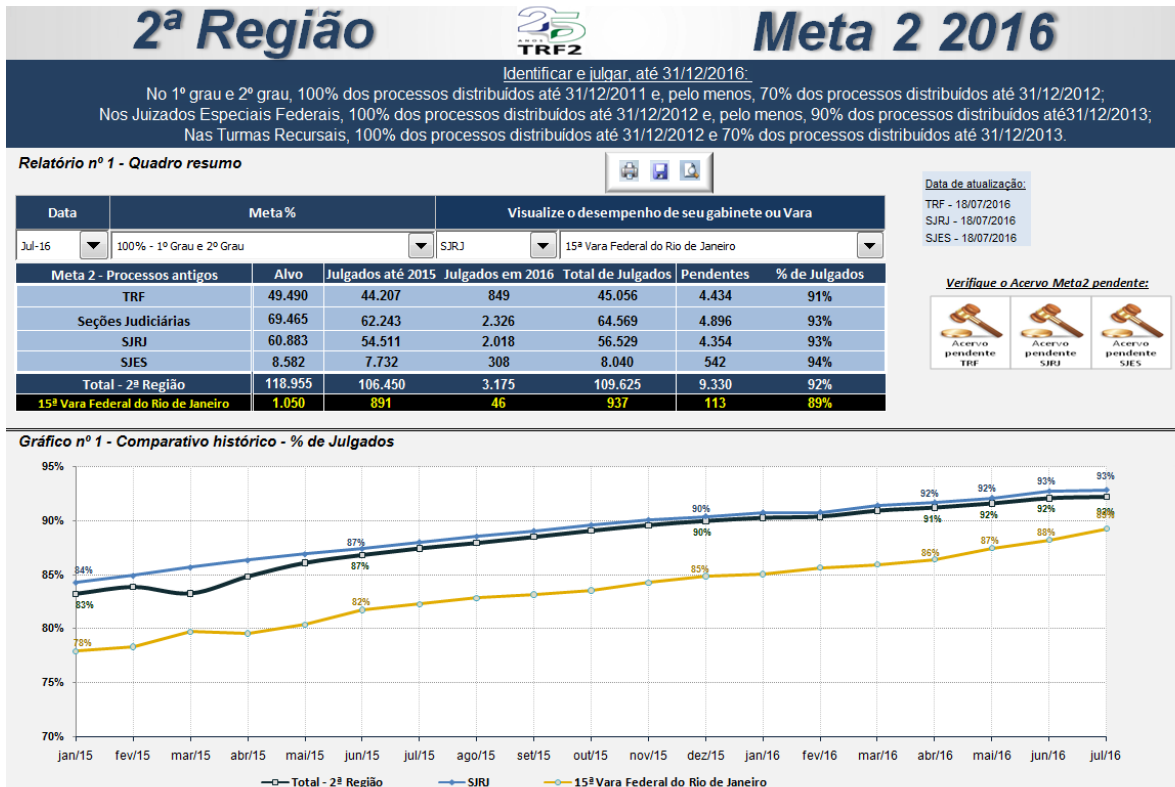 2ª Região
25
ANOS
TRF2
Meta 2 2016
Identificar e julgar, até 31/12/2016:
No 1º grau e 2º grau, 100% dos processos distribuídos até 31/12/2011 e, pelo menos, 70% dos processos distribuídos até 31/12/2012;
Nos Juizados Especiais Federais, 100% dos processos distribuídos até 31/12/2012 e, pelo menos, 90% dos processos distribuídos até31/12/2013;
Nas Turmas Recursais, 100% dos processos distribuídos até 31/12/2012 e 70% dos processos distribuídos até 31/12/2013.
Relatório nº 1 - Quadro resumo
Data de atualização:
TRF - 18/07/2016
SJRJ - 18/07/2016
SJES - 18/07/2016
Data Meta% Visualize o desempenho de seu gabinete ou Vara
Jul-16 100% - 1º Grau e 2º Grau SJRJ 15ª Vara Federal do Rio de Janeiro
Meta 2 - Processos antigos Alvo Julgados até 2015 Julgados em 2016 Total de Julgados Pendentes % de Julgados
TRF 49.490 44.207 849 45.056 4.434 91%
Seções Judiciárias 69.465 62.243 2.326 64.569 4.896 93%
SJRJ 60.883 54.511 2.018 56.529 4.354 93%
SJES 8.582 7.732 308 8.040 542 94%
Total - 2ª Região 118.955 106.450 3.175 109.625 9.330 92%
15ª Vara Federal do Rio de Janeiro 1.050 891 46 937 113 89%
Verifique o Acervo Meta2 pendente:
Acervo pendente TRF
Acervo pendente SJRJ
Acervo pendente SJES
Gráfico nº 1 - Comparativo histórico - % de Julgados
95%
90%
85%
80%
75%
70%
84% 87% 90% 92% 92% 93% 93%
83% 87% 90% 91% 92% 92% 92%
78% 82% 85% 86% 87% 88% 89%
jan/15 fev/15 mar/15 abr/15 mai/15 jun/15 jul/15 ago/15 set/15 out/15 nov/15 dez/15 jan/16 fev/16 mar/16 abr/16 mai/16 jun/16 jul/16
Total - 2ª Região SJRJ 15ª Vara Federal do Rio de Janeiro